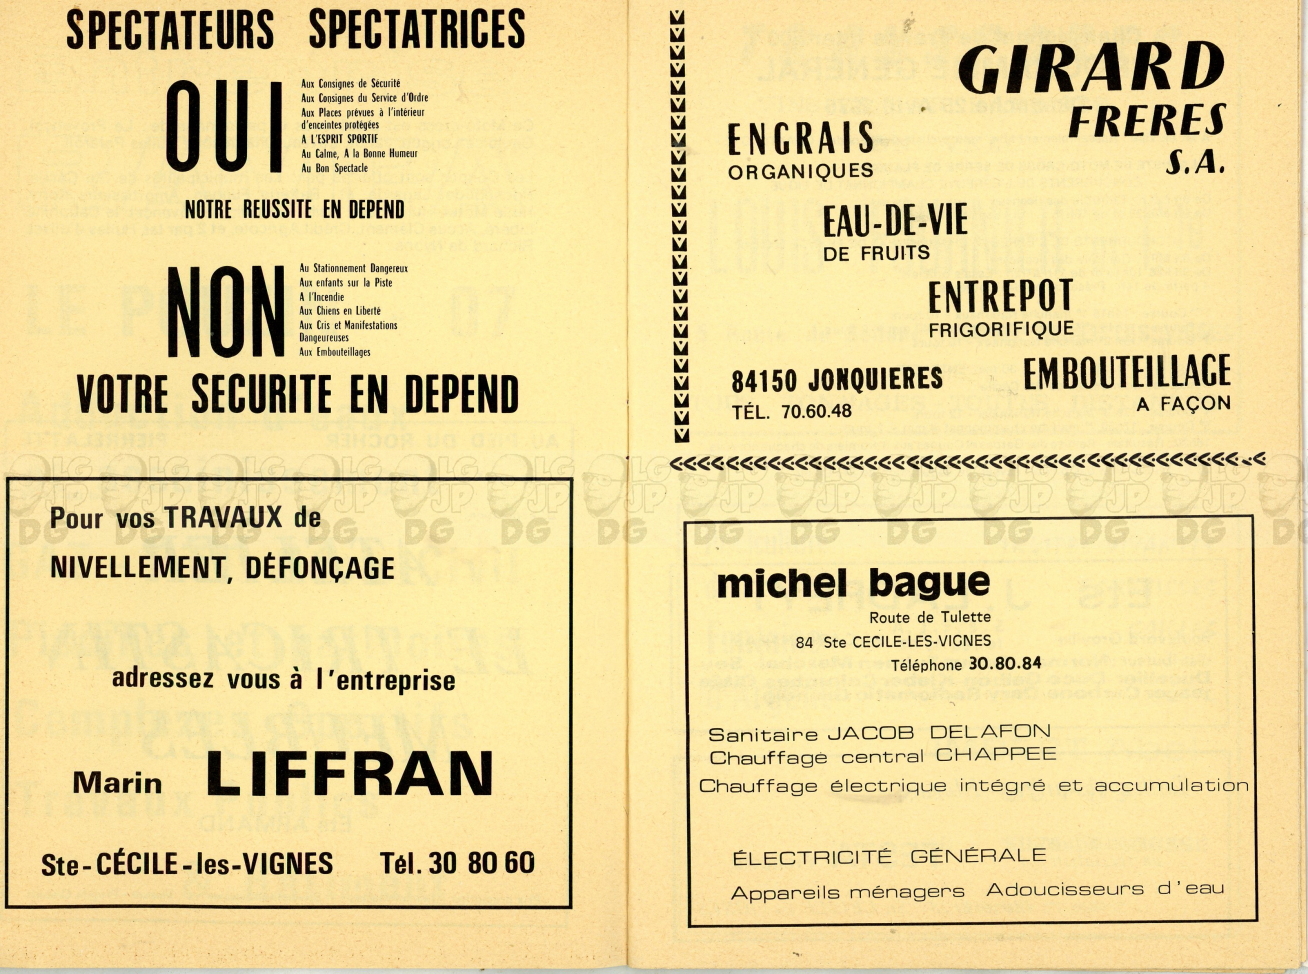 SPECTATEURS SPECTATRICES
OUI
Aux Consignes de Sécurité
Aux Consignes du Service d'Ordre
Aux Places prévues à l'intérieur
d'enceintes protégées
A L'ESPRIT SPORTIF
Au Calme, A la Bonne Humeur
Au Bon Spectacle
NOTRE REUSSITE EN DEPEND
NON
Au Stationnement Dangereux
Aux enfants sur la Piste
A l'Incendie
Aux Chiens en Liberté
Aux Cris et Manifestations
Dangeureuses
Aux Embouteillages
VOTRE SECURITE EN DEPEND
Pour vos TRAVAUX de
NIVELLEMENT, DÉFONÇAGE
adressez vous à l'entreprise
Marin LIFFRAN
Ste-CÉCILE-les-VIGNES Tél. 30 80 60
GIRARD
FRERES
S.A.
ENGRAIS
ORGANIQUES
EAU-DE-VIE
DE FRUITS
ENTREPOT
FRIGORIFIQUE
EMBOUTEILLAGE
A FAÇON
84150 JONQUIERES
TÉL. 70.60.48
michel bague
Route de Tulette
84 Ste CECILE-LES-VIGNES
Téléphone 30.80.84
Sanitaire JACOB DELAFON
Chauffage central CHAPPEE
Chauffage électrique intégré et accumulation
ÉLECTRICITÉ GÉNÉRALE
Appareils ménagers Adoucisseurs d'eau
LG
JP
DG